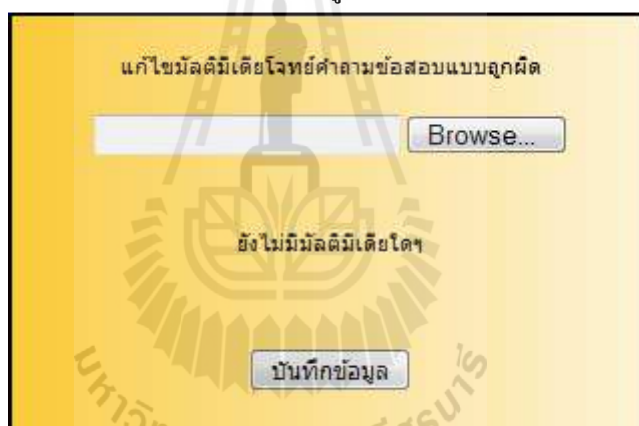 แก้ไขมัลติมีเดียโจทย์คำถามข้อสอบแบบถูกผิด
Browse...
ยังไม่มีมัลติมีเดียใดๆ
บันทึกข้อมูล